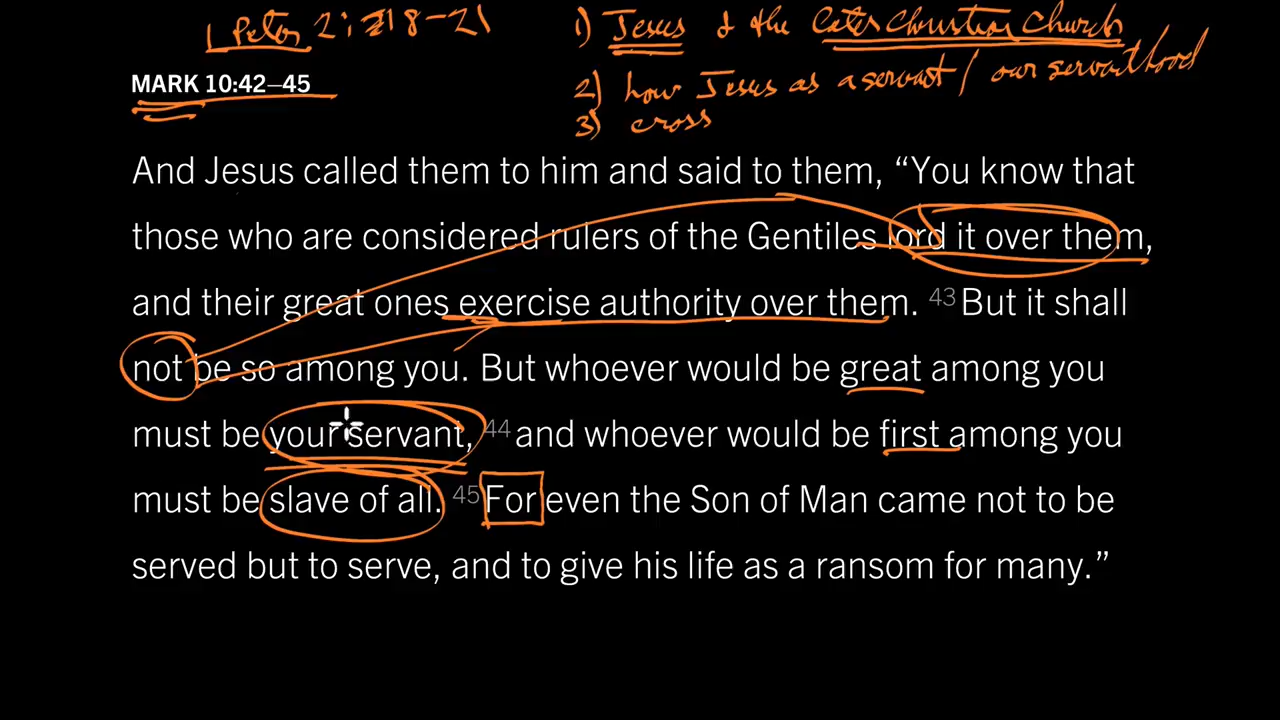 1 Peter 2:18-21
1) Jesus & the later Christian Church
2) how Jesus as a servant / our servanthood
3) cross
MARK 10:42–45
And Jesus called them to him and said to them, “You know that
those who are considered rulers of the Gentiles lord it over them,
and their great ones exercise authority over them. 43 But it shall
not be so among you. But whoever would be great among you
must be your servant, 44 and whoever would be first among you
must be slave of all. 45 For even the Son of Man came not to be
served but to serve, and to give his life as a ransom for many.”